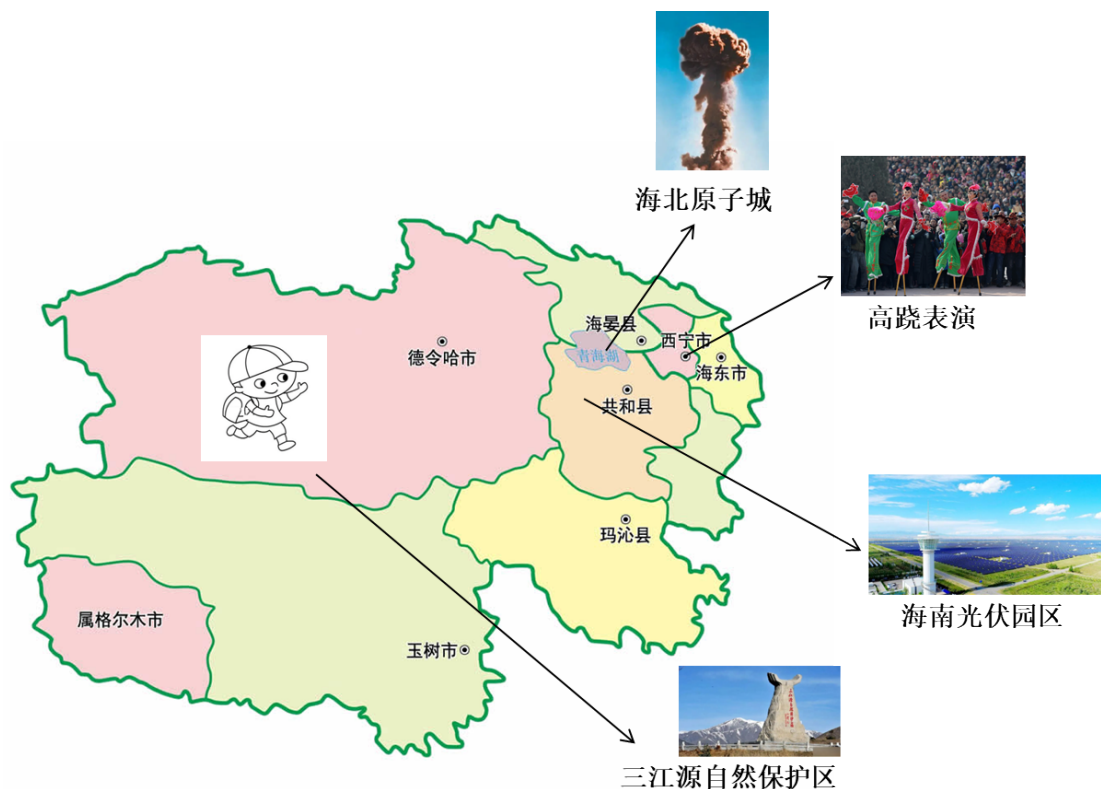 海北原子城
高跷表演
海晏县
西宁市
青海湖
德令哈市
海东市
共和县
海南光伏园区
玛沁县
属格尔木市
玉树市
三江源自然保护区